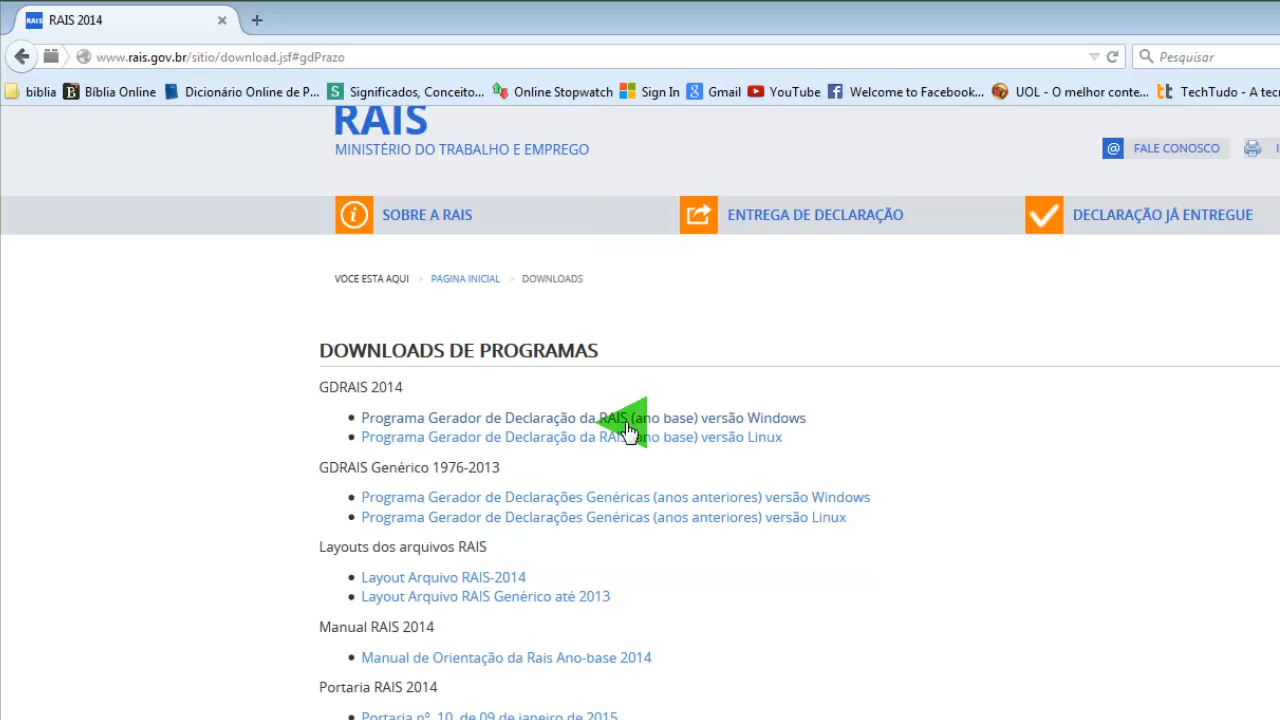 RAIS 2014
www.rais.gov.br/sitio/download.jsf#gdPrazo
Pesquisar
biblia Bíblia Online Dicionário Online de P... Significados, Conceito... Online Stopwatch Sign In Gmail YouTube Welcome to Facebook... UOL - O melhor conte... TechTudo - A tec
RAIS
MINISTÉRIO DO TRABALHO E EMPREGO
@ FALE CONOSCO
SOBRE A RAIS ENTREGA DE DECLARAÇÃO DECLARAÇÃO JÁ ENTREGUE
VOCE ESTA AQUI > PAGINA INICIAL > DOWNLOADS
DOWNLOADS DE PROGRAMAS
GDRAIS 2014
Programa Gerador de Declaração da RAIS (ano base) versão Windows
Programa Gerador de Declaração da RAIS (ano base) versão Linux
GDRAIS Genérico 1976-2013
Programa Gerador de Declarações Genéricas (anos anteriores) versão Windows
Programa Gerador de Declarações Genéricas (anos anteriores) versão Linux
Layouts dos arquivos RAIS
Layout Arquivo RAIS-2014
Layout Arquivo RAIS Genérico até 2013
Manual RAIS 2014
Manual de Orientação da Rais Ano-base 2014
Portaria RAIS 2014
Portaria nº. 10, de 09 de janeiro de 2015